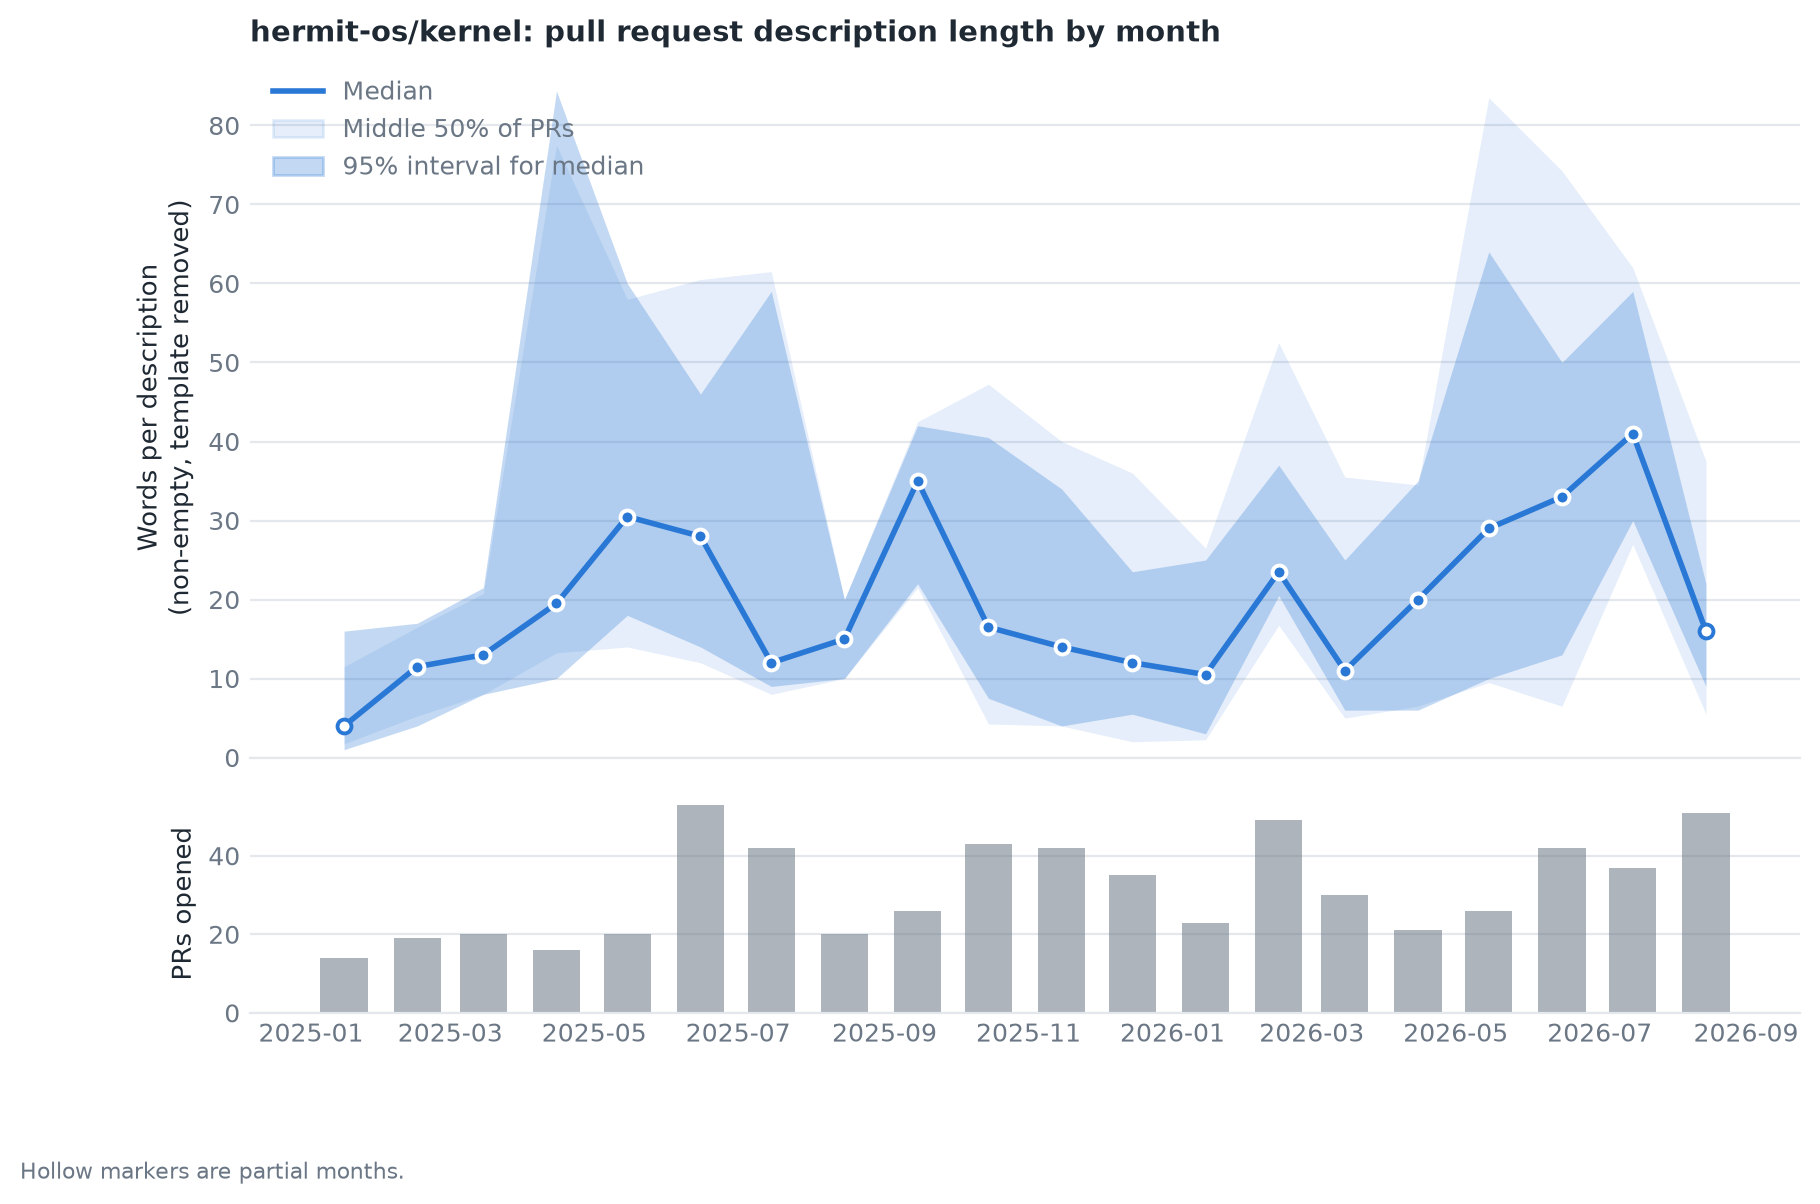 hermit-os/kernel: pull request description length by month
Median
Middle 50% of PRs
95% interval for median
Words per description
(non-empty, template removed)
80
70
60
50
40
30
20
10
0
PRs opened
40
20
0
2025-01 2025-03 2025-05 2025-07 2025-09 2025-11 2026-01 2026-03 2026-05 2026-07 2026-09
Hollow markers are partial months.